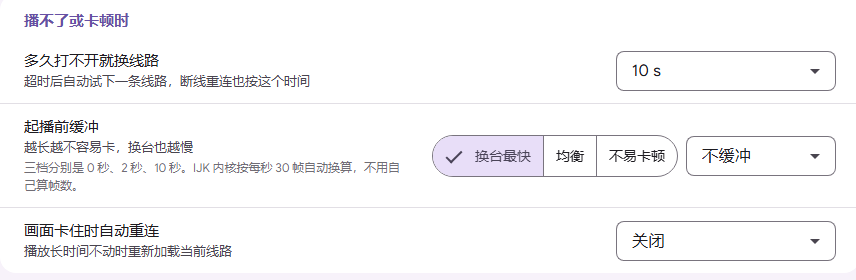 播不了或卡顿时
多久打不开就换线路
超时后自动试下一条线路，断线重连也按这个时间
10 s
起播前缓冲
越长越不容易卡，换台也越慢
三档分别是 0 秒、2 秒、10 秒。IJK 内核按每秒 30 帧自动换算，不用自
己算帧数。
换台最快
均衡
不易卡顿
不缓冲
画面卡住时自动重连
播放长时间不动时重新加载当前线路
关闭